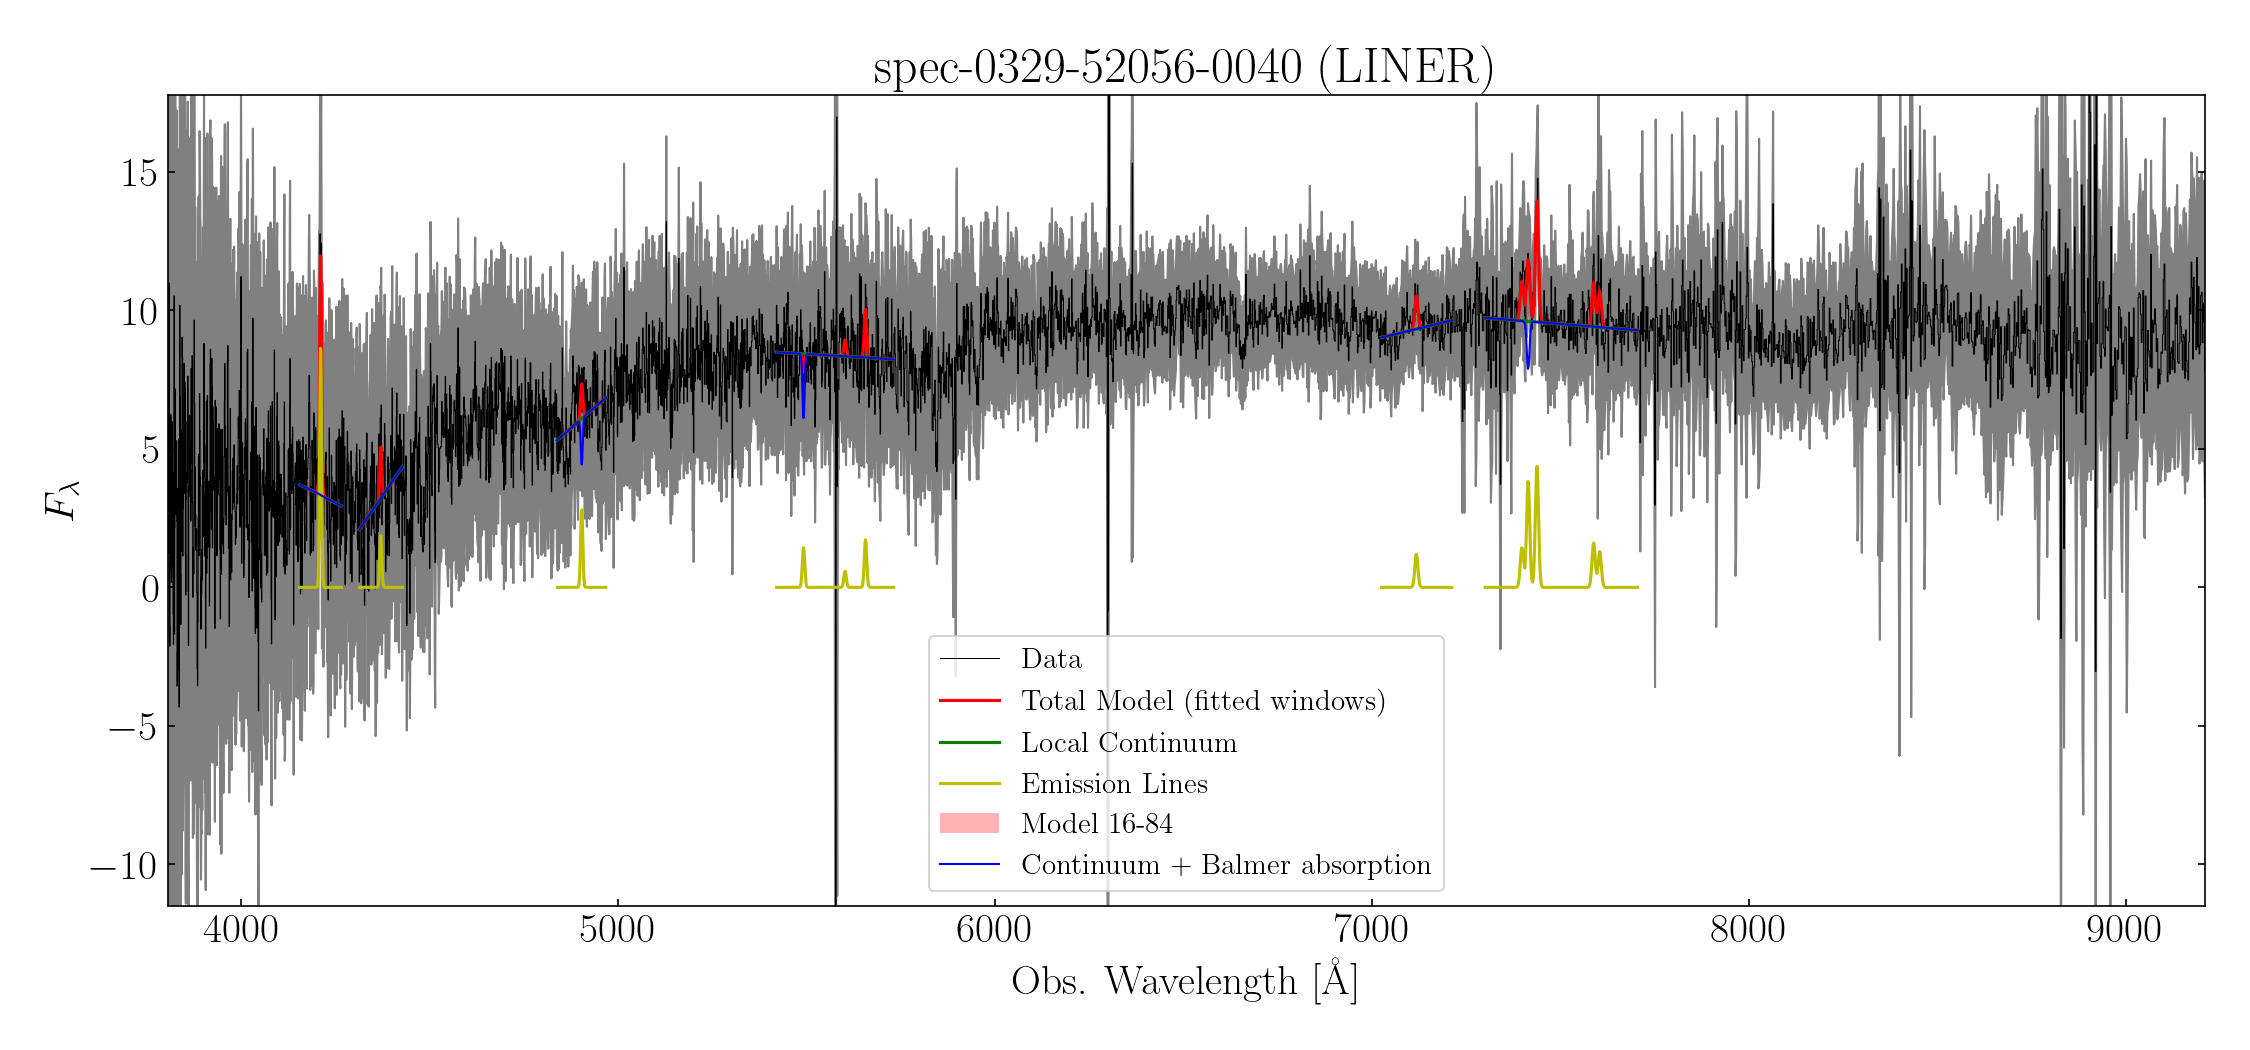 spec-0329-52056-0040 (LINER)
15
10
5
0
−5
−10
F_λ
Data
Total Model (fitted windows)
Local Continuum
Emission Lines
Model 16-84
Continuum + Balmer absorption
4000 5000 6000 7000 8000 9000
Obs. Wavelength [Å]